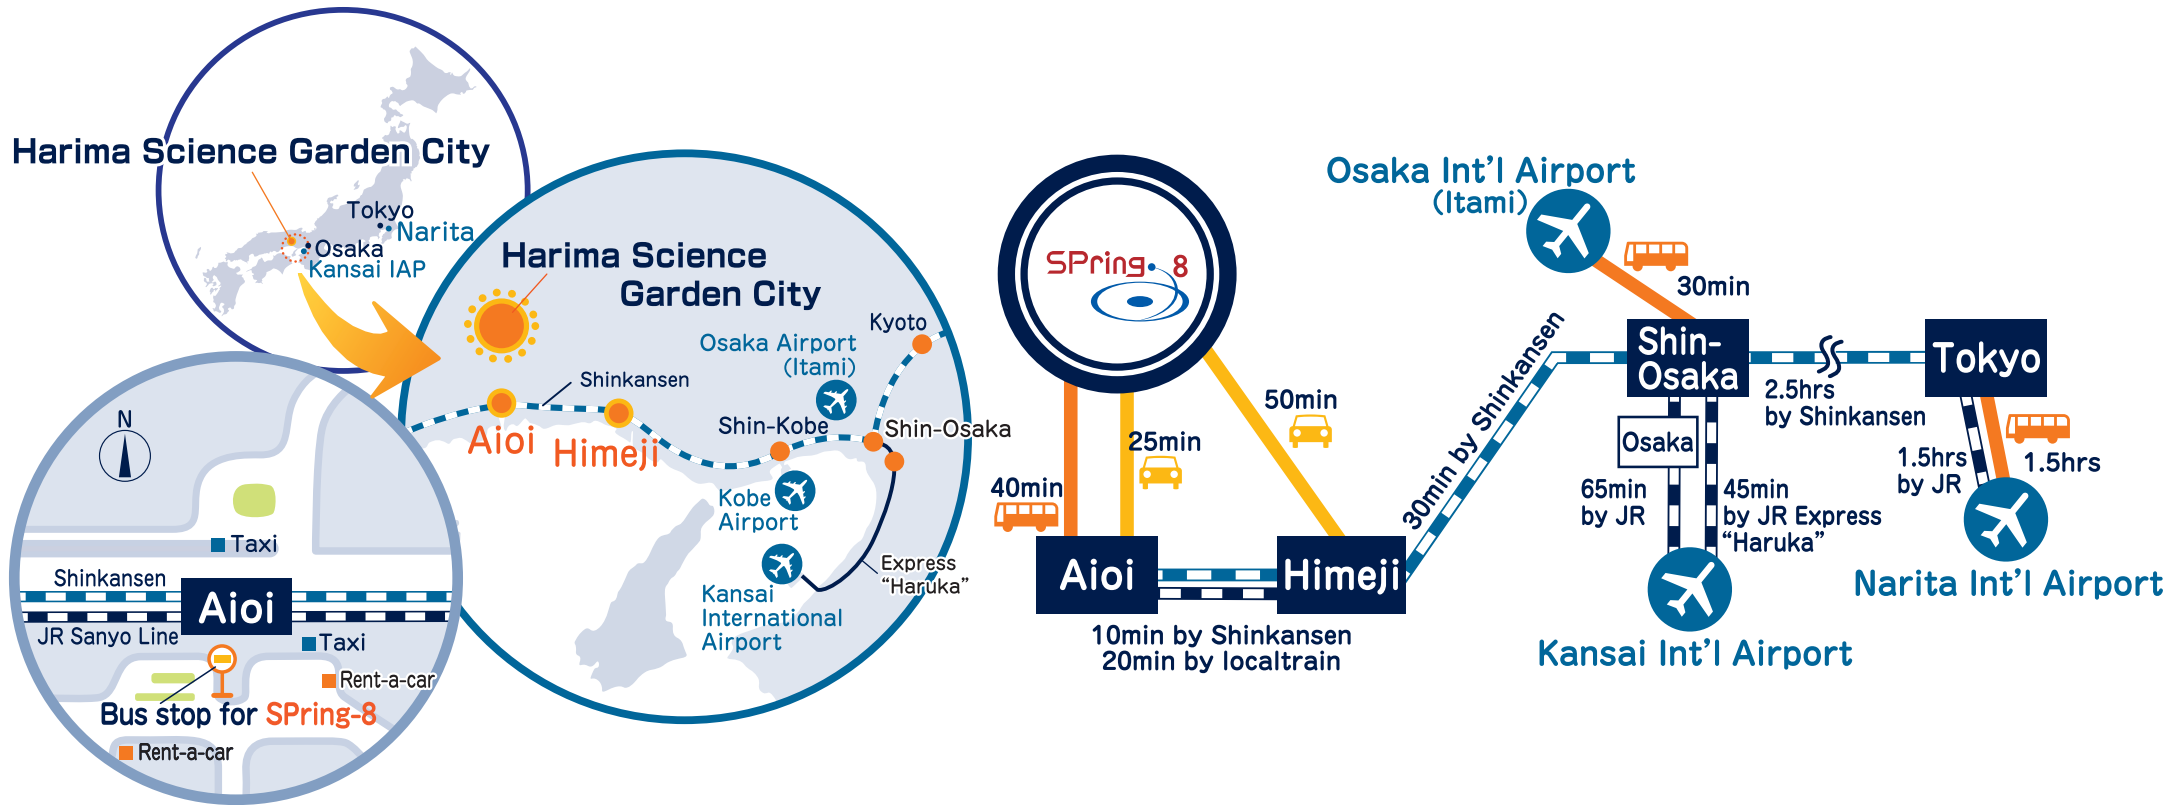 Harima Science Garden City
Tokyo
Narita
Osaka
Kansai IAP
Harima Science
Garden City
Kyoto
Osaka Airport
(Itami)
Shinkansen
Aioi
Himeji
Shin-Kobe
Shin-Osaka
Kobe
Airport
Kansai
International
Airport
Express
“Haruka”
N
Taxi
Shinkansen
Aioi
JR Sanyo Line
Taxi
Rent-a-car
Bus stop for SPring-8
Rent-a-car
SPring-8
40min
25min
50min
Aioi
Himeji
10min by Shinkansen
20min by localtrain
30min by Shinkansen
Osaka Int’l Airport
(Itami)
30min
Shin-
Osaka
2.5hrs
by Shinkansen
Tokyo
Osaka
65min
by JR
45min
by JR Express
“Haruka”
Kansai Int’l Airport
1.5hrs
by JR
1.5hrs
Narita Int’l Airport